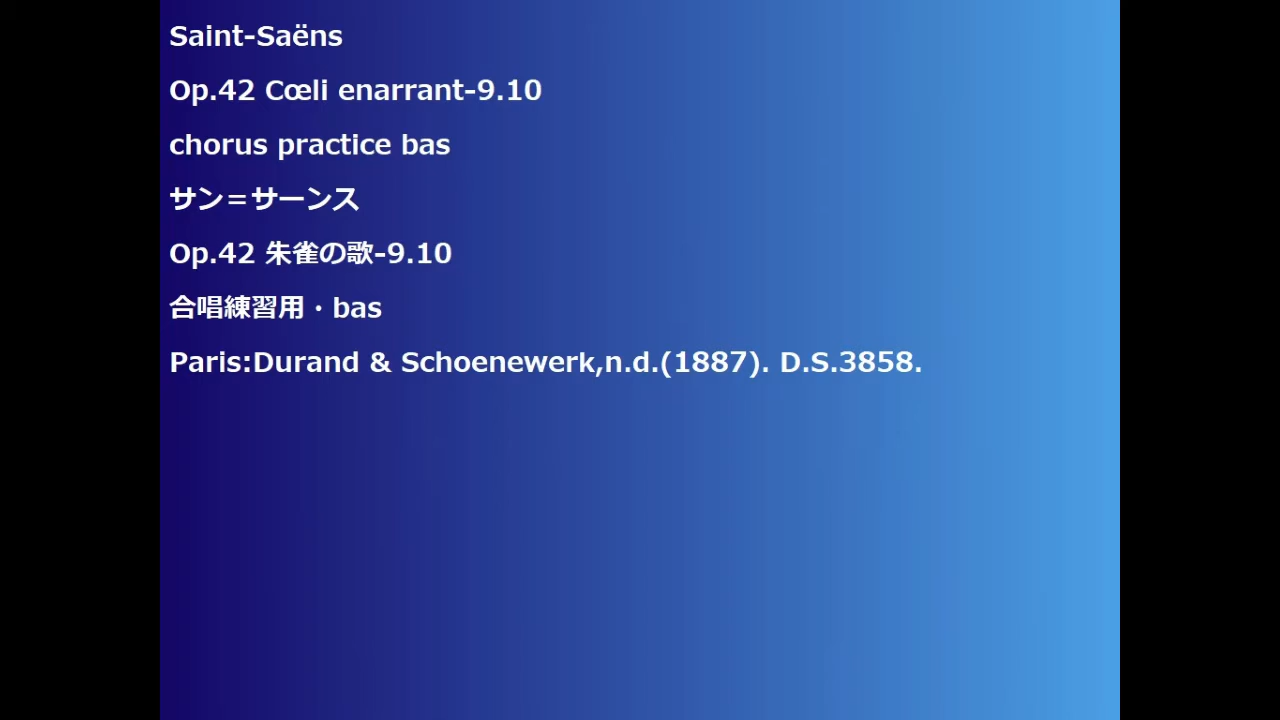 Saint-Saëns
Op.42 Cœli enarrant-9.10
chorus practice bas
サン＝サーンス
Op.42 朱雀の歌-9.10
合唱練習用・bas
Paris:Durand & Schoenewerk,n.d.(1887). D.S.3858.